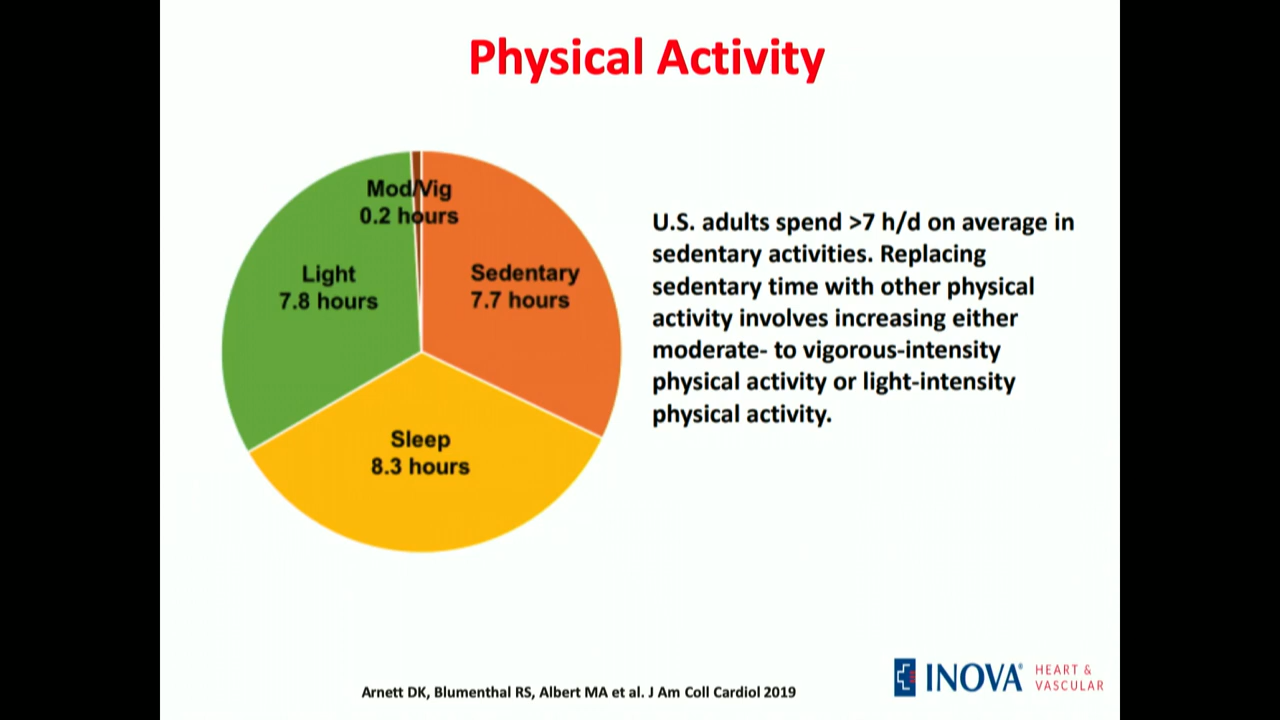 Physical Activity
Mod/Vig
0.2 hours
Light
7.8 hours
Sedentary
7.7 hours
Sleep
8.3 hours
U.S. adults spend >7 h/d on average in
sedentary activities. Replacing
sedentary time with other physical
activity involves increasing either
moderate- to vigorous-intensity
physical activity or light-intensity
physical activity.
Arnett DK, Blumenthal RS, Albert MA et al. J Am Coll Cardiol 2019
INOVA®
HEART &
VASCULAR